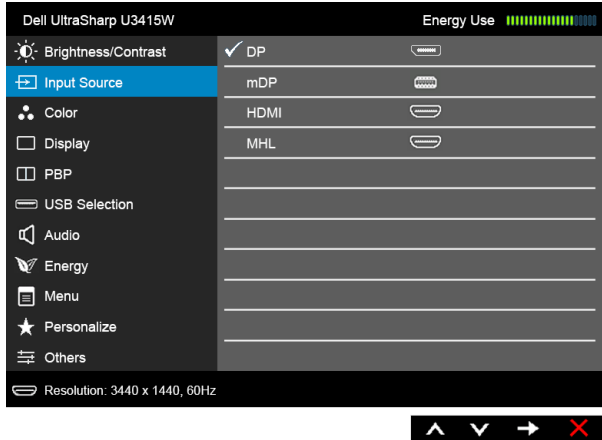 Dell UltraSharp U3415W
Energy Use
Brightness/Contrast
DP
Input Source
mDP
Color
HDMI
Display
MHL
PBP
USB Selection
Audio
Energy
Menu
Personalize
Others
Resolution: 3440 x 1440, 60Hz